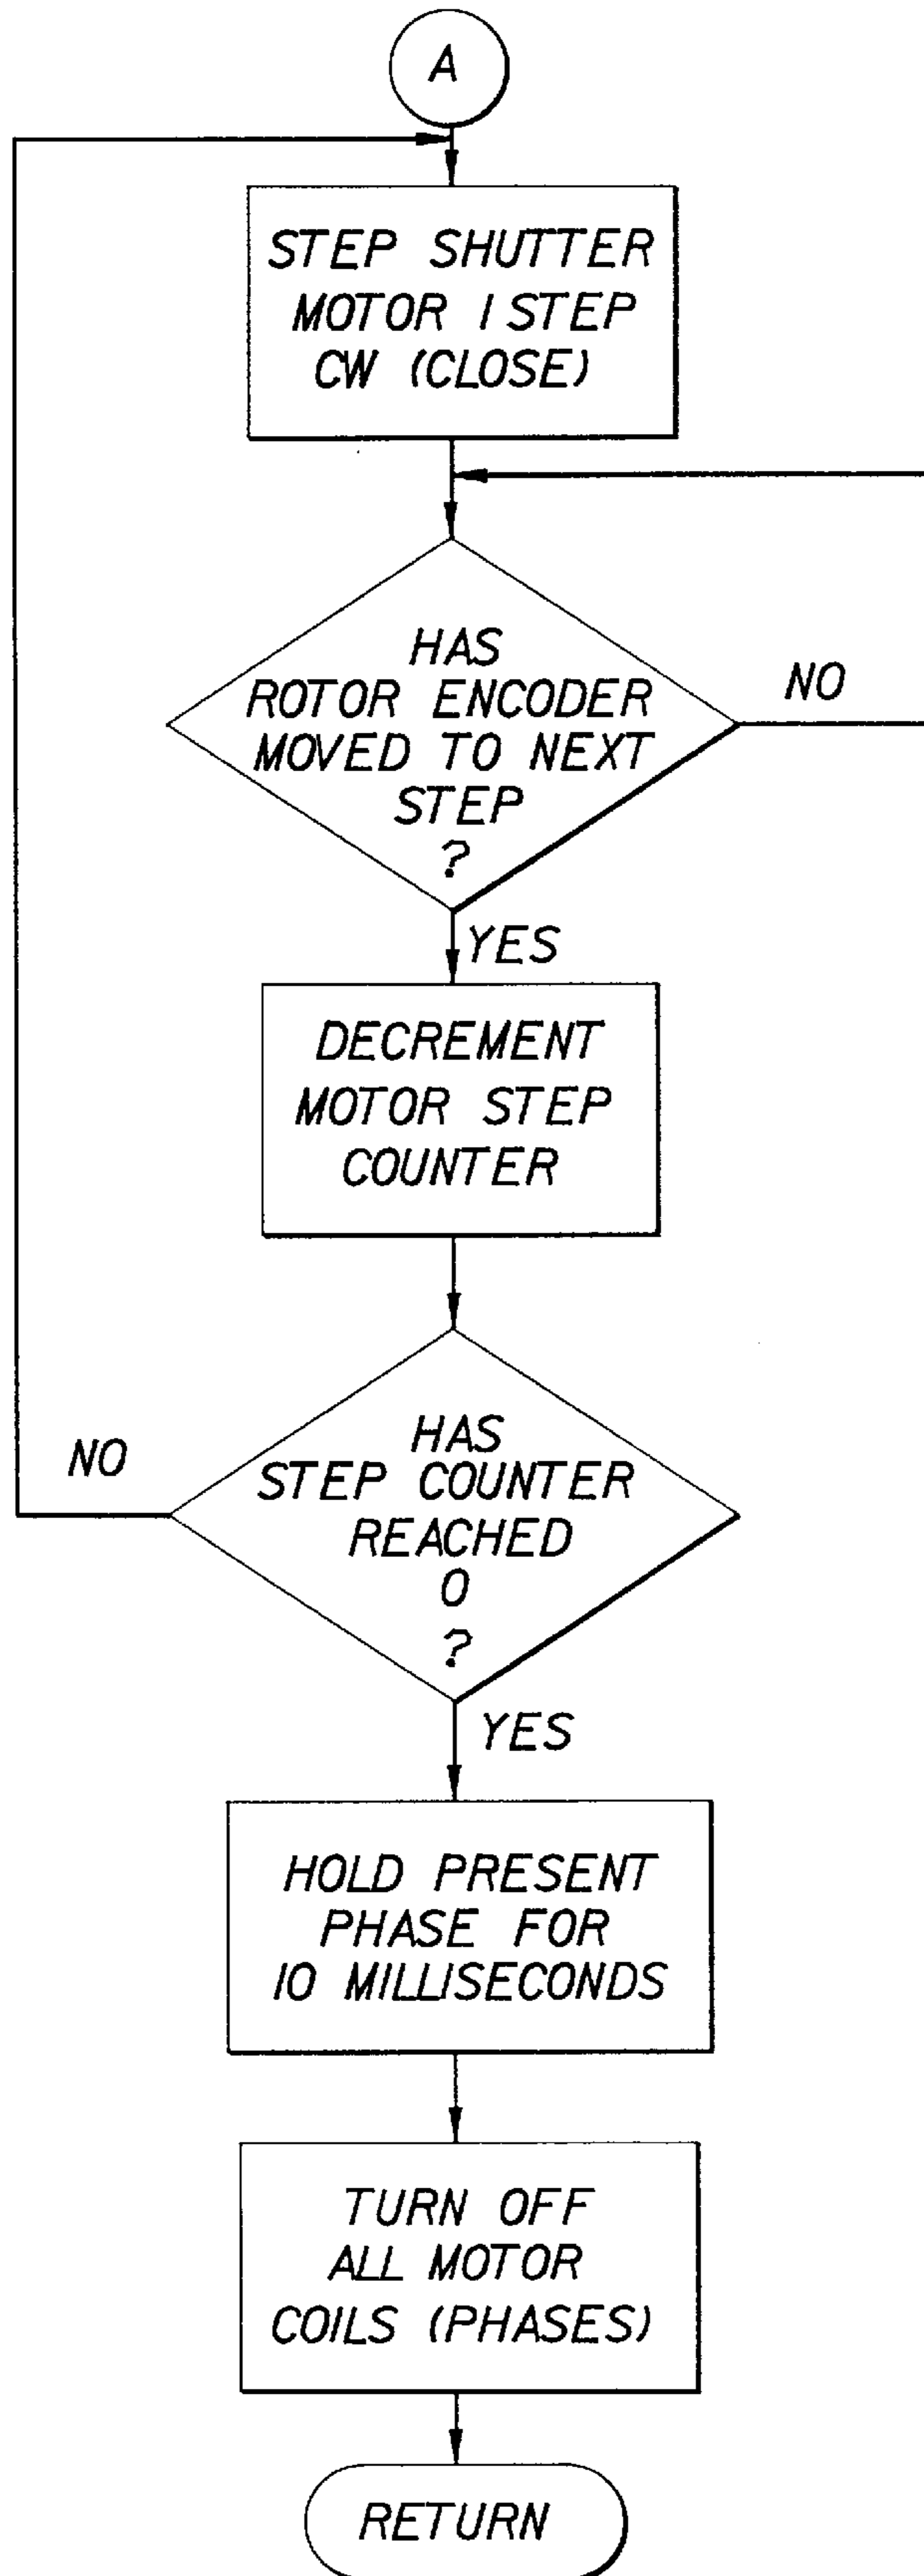 A
STEP SHUTTER
MOTOR 1 STEP
CW (CLOSE)
HAS
ROTOR ENCODER
MOVED TO NEXT
STEP
?
NO
YES
DECREMENT
MOTOR STEP
COUNTER
HAS
STEP COUNTER
REACHED
0
?
NO
YES
HOLD PRESENT
PHASE FOR
10 MILLISECONDS
TURN OFF
ALL MOTOR
COILS (PHASES)
RETURN